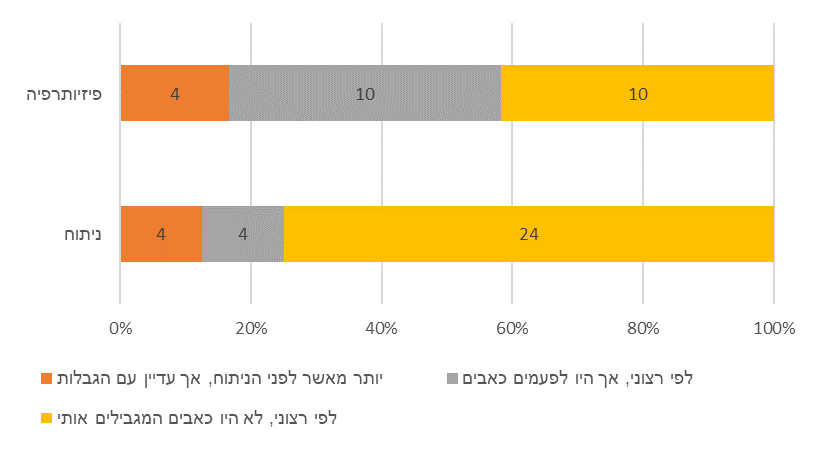 פיזיותרפיה
4 10 10
ניתוח
4 4 24
0% 20% 40% 60% 80% 100%
יותר מאשר לפני הניתוח, אך עדיין עם הגבלות
לפי רצוני, אך היו לפעמים כאבים
לפי רצוני, לא היו כאבים המגבילים אותי